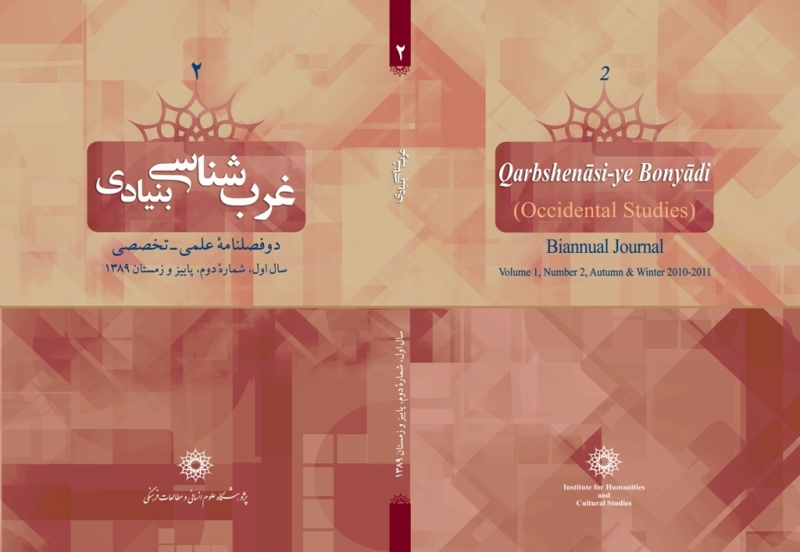 ۲
غرب‌شناسی
بنیادی
دوفصلنامهٔ علمی-تخصصی
سال اول، شمارهٔ دوم، پاییز و زمستان ۱۳۸۹
پژوهشگاه علوم انسانی و مطالعات فرهنگی
۲
غرب‌شناسی
بنیادی
سال اول، شمارهٔ دوم، پاییز و زمستان ۱۳۸۹
2
Qarbshenāsi-ye Bonyādi
(Occidental Studies)
Biannual Journal
Volume 1, Number 2, Autumn & Winter 2010-2011
Institute for Humanities
and
Cultural Studies